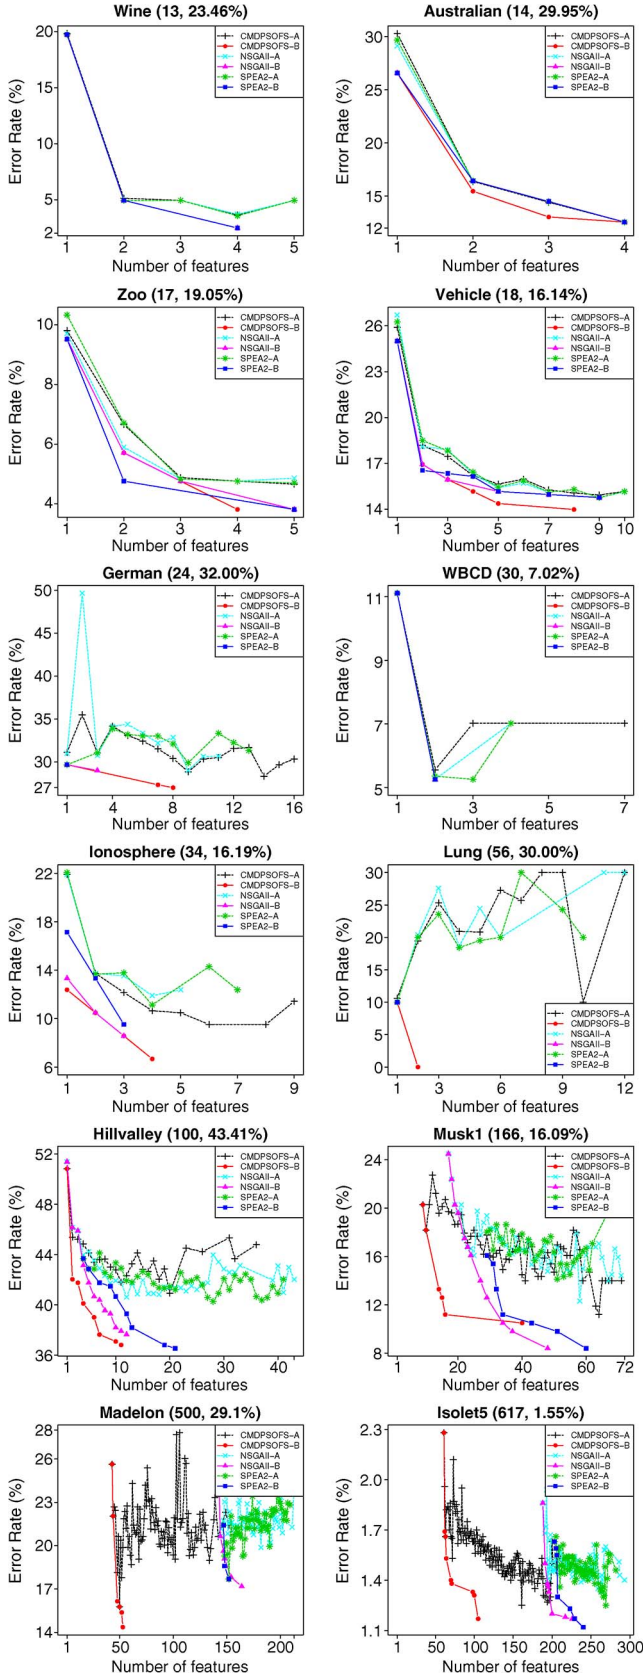 Wine (13, 23.46%)
Error Rate (%)
20
15
10
5
2
CMDPSOFS-A
CMDPSOFS-B
NSGAII-A
NSGAII-B
SPEA2-A
SPEA2-B
1 2 3 4 5
Number of features
Australian (14, 29.95%)
Error Rate (%)
30
25
20
15
12
CMDPSOFS-A
CMDPSOFS-B
NSGAII-A
NSGAII-B
SPEA2-A
SPEA2-B
1 2 3 4
Number of features
Zoo (17, 19.05%)
Error Rate (%)
10
8
6
4
CMDPSOFS-A
CMDPSOFS-B
NSGAII-A
NSGAII-B
SPEA2-A
SPEA2-B
1 2 3 4 5
Number of features
Vehicle (18, 16.14%)
Error Rate (%)
26
23
20
17
14
CMDPSOFS-A
CMDPSOFS-B
NSGAII-A
NSGAII-B
SPEA2-A
SPEA2-B
1 3 5 7 9 10
Number of features
German (24, 32.00%)
Error Rate (%)
50
45
40
35
30
27
CMDPSOFS-A
CMDPSOFS-B
NSGAII-A
NSGAII-B
SPEA2-A
SPEA2-B
1 4 8 12 16
Number of features
WBCD (30, 7.02%)
Error Rate (%)
11
9
7
5
CMDPSOFS-A
CMDPSOFS-B
NSGAII-A
NSGAII-B
SPEA2-A
SPEA2-B
1 3 5 7
Number of features
Ionosphere (34, 16.19%)
Error Rate (%)
22
18
14
10
6
CMDPSOFS-A
CMDPSOFS-B
NSGAII-A
NSGAII-B
SPEA2-A
SPEA2-B
1 3 5 7 9
Number of features
Lung (56, 30.00%)
Error Rate (%)
30
20
10
0
CMDPSOFS-A
CMDPSOFS-B
NSGAII-A
NSGAII-B
SPEA2-A
SPEA2-B
1 3 6 9 12
Number of features
Hillvalley (100, 43.41%)
Error Rate (%)
52
48
44
40
36
CMDPSOFS-A
CMDPSOFS-B
NSGAII-A
NSGAII-B
SPEA2-A
SPEA2-B
1 10 20 30 40
Number of features
Musk1 (166, 16.09%)
Error Rate (%)
24
20
16
12
8
CMDPSOFS-A
CMDPSOFS-B
NSGAII-A
NSGAII-B
SPEA2-A
SPEA2-B
1 20 40 60 72
Number of features
Madelon (500, 29.1%)
Error Rate (%)
28
26
23
20
17
14
CMDPSOFS-A
CMDPSOFS-B
NSGAII-A
NSGAII-B
SPEA2-A
SPEA2-B
1 50 100 150 200
Number of features
Isolet5 (617, 1.55%)
Error Rate (%)
2.3
2.0
1.7
1.4
1.1
CMDPSOFS-A
CMDPSOFS-B
NSGAII-A
NSGAII-B
SPEA2-A
SPEA2-B
1 50 100 150 200 250 300
Number of features